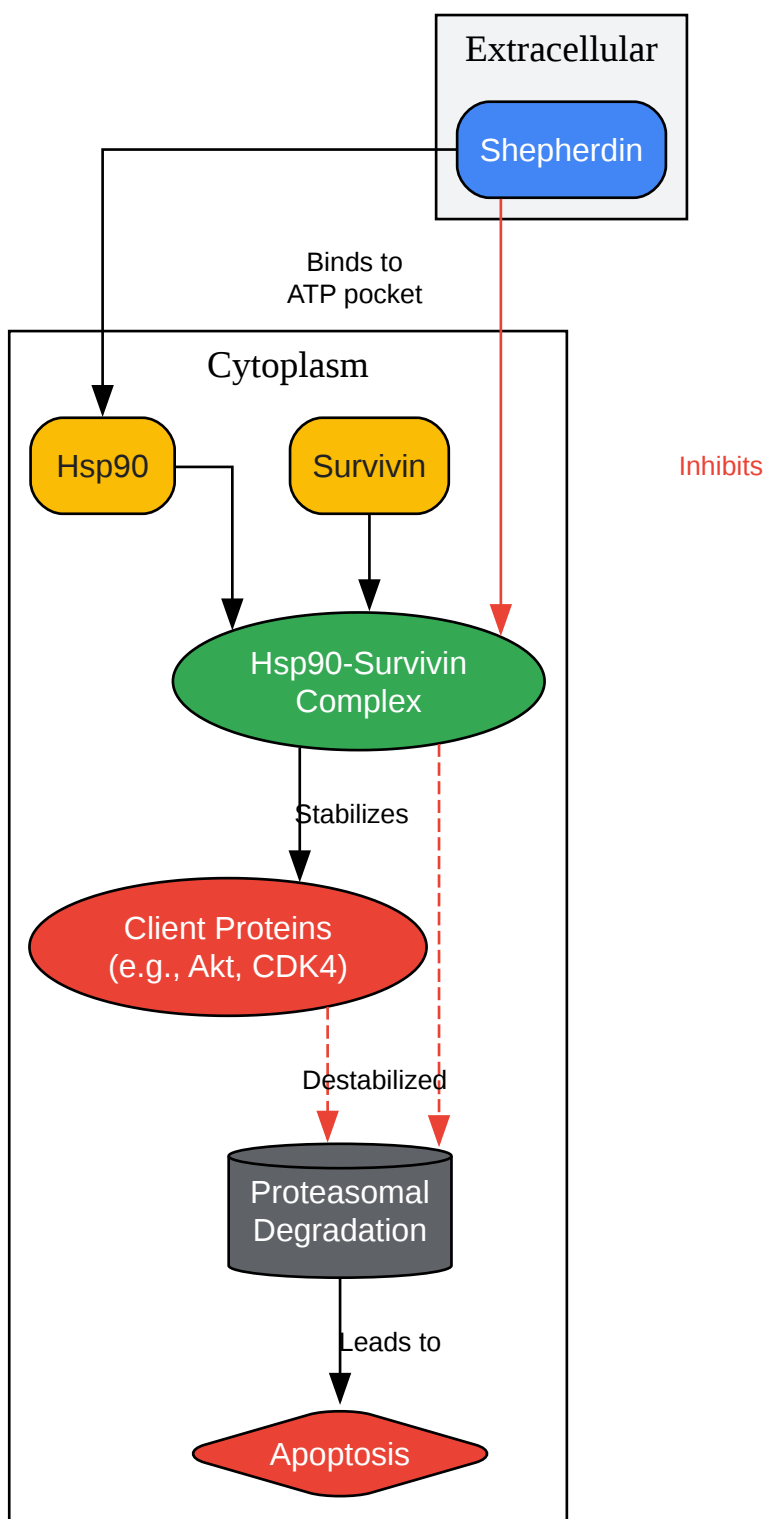 Extracellular
Shepherdin
Binds to
ATP pocket
Cytoplasm
Hsp90
Survivin
Inhibits
Hsp90-Survivin
Complex
Stabilizes
Client Proteins
(e.g., Akt, CDK4)
Destabilized
Proteasomal
Degradation
Leads to
Apoptosis